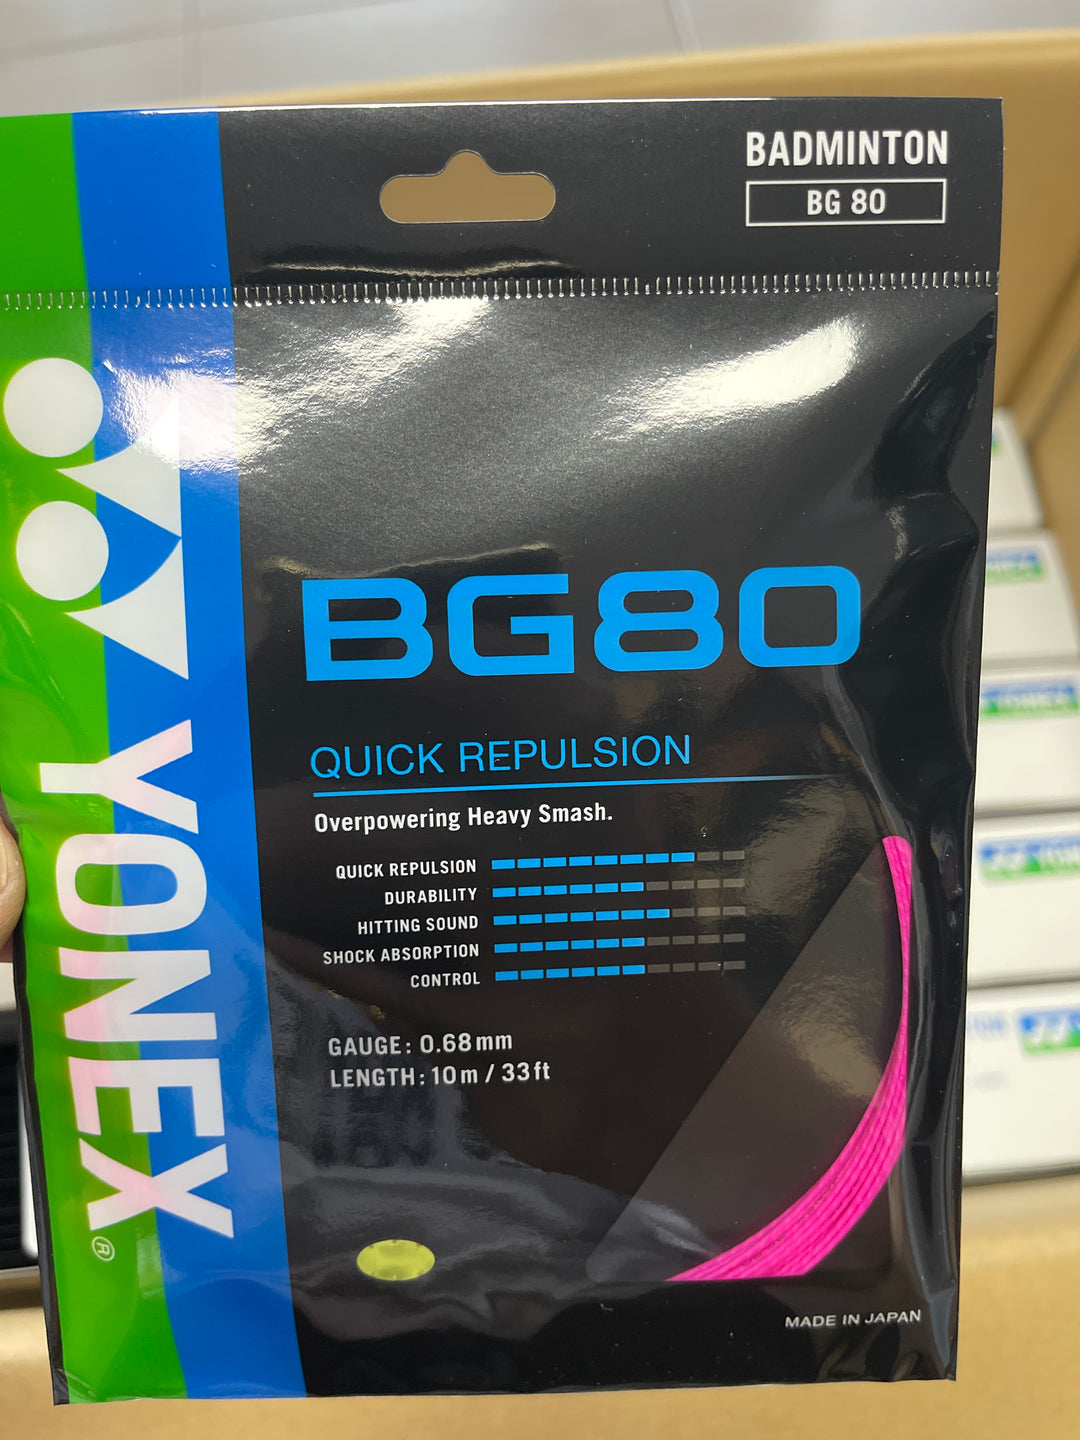 BADMINTON
BG 80
YONEX®
BG80
QUICK REPULSION
Overpowering Heavy Smash.
QUICK REPULSION
DURABILITY
HITTING SOUND
SHOCK ABSORPTION
CONTROL
GAUGE: 0.68mm
LENGTH: 10m / 33ft
MADE IN JAPAN
YONEX